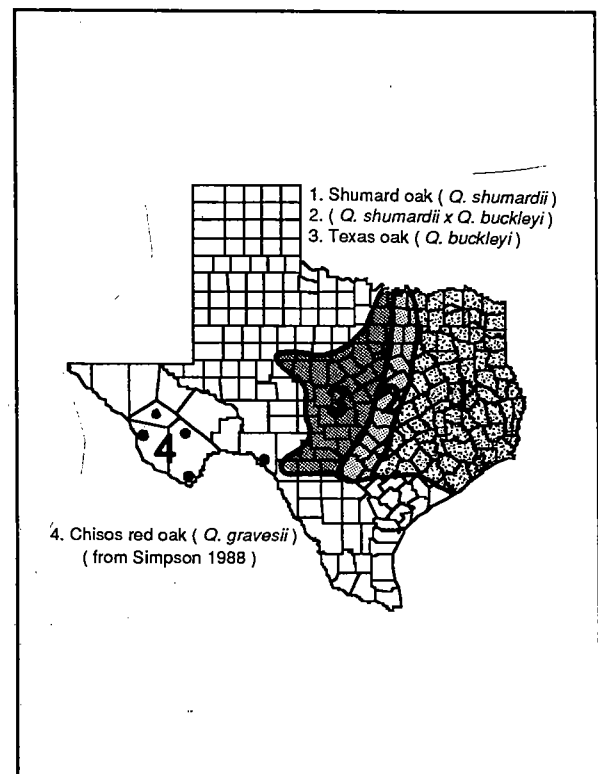 1. Shumard oak ( Q. shumardii )
2. ( Q. shumardii x Q. buckleyi )
3. Texas oak ( Q. buckleyi )
3
1
4
4. Chisos red oak ( Q. gravesii )
( from Simpson 1988 )